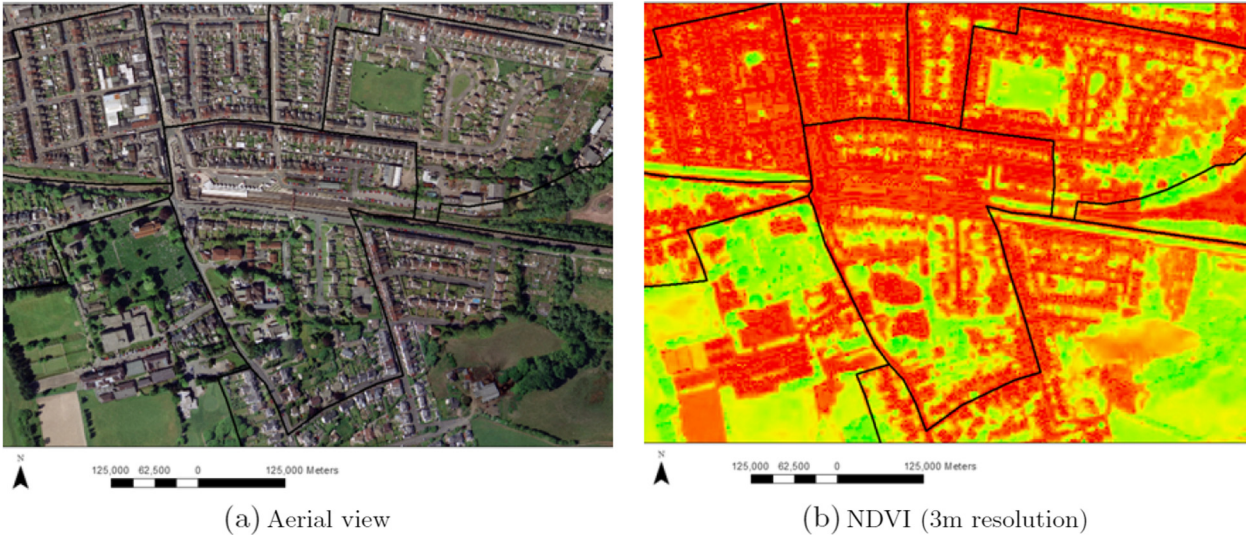 N
125,000 62,500 0 125,000 Meters
N
125,000 62,500 0 125,000 Meters
(a) Aerial view
(b) NDVI (3m resolution)